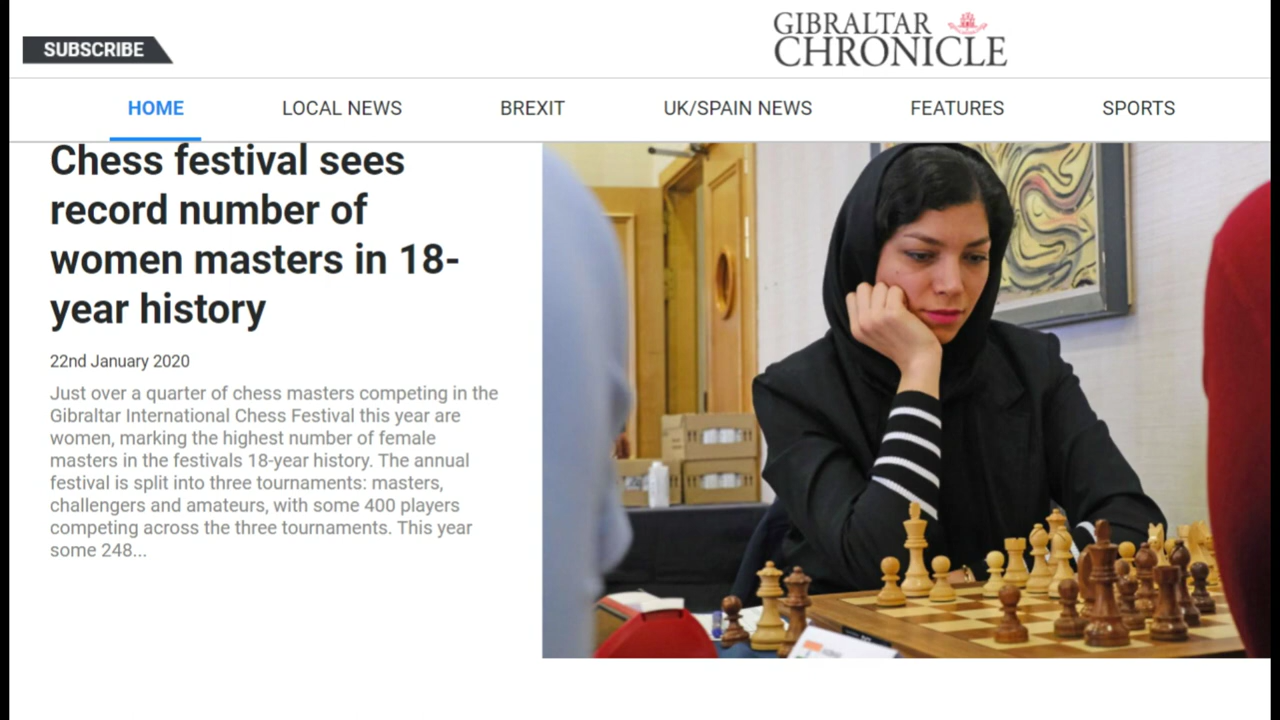 SUBSCRIBE
GIBRALTAR
CHRONICLE
HOME LOCAL NEWS BREXIT UK/SPAIN NEWS FEATURES SPORTS
Chess festival sees
record number of
women masters in 18-
year history
22nd January 2020
Just over a quarter of chess masters competing in the
Gibraltar International Chess Festival this year are
women, marking the highest number of female
masters in the festivals 18-year history. The annual
festival is split into three tournaments: masters,
challengers and amateurs, with some 400 players
competing across the three tournaments. This year
some 248...